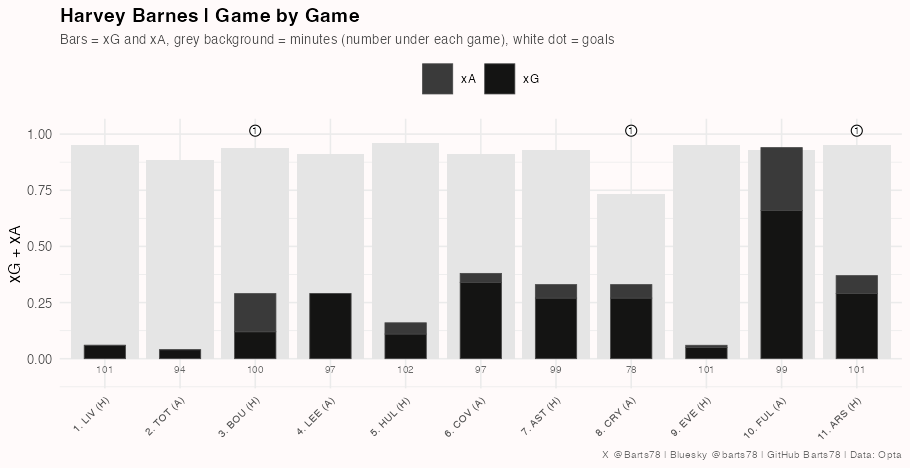 Harvey Barnes | Game by Game
Bars = xG and xA, grey background = minutes (number under each game), white dot = goals
xA xG
1 1 1
1.00
0.75
0.50
0.25
0.00
xG + xA
101 94 100 97 102 97 99 78 101 99 101
1. LIV (H)
2. TOT (A)
3. BOU (H)
4. LEE (A)
5. HUL (H)
6. COV (A)
7. AST (H)
8. CRY (A)
9. EVE (H)
10. FUL (A)
11. ARS (H)
X @Barts78 | Bluesky @barts78 | GitHub Barts78 | Data: Opta